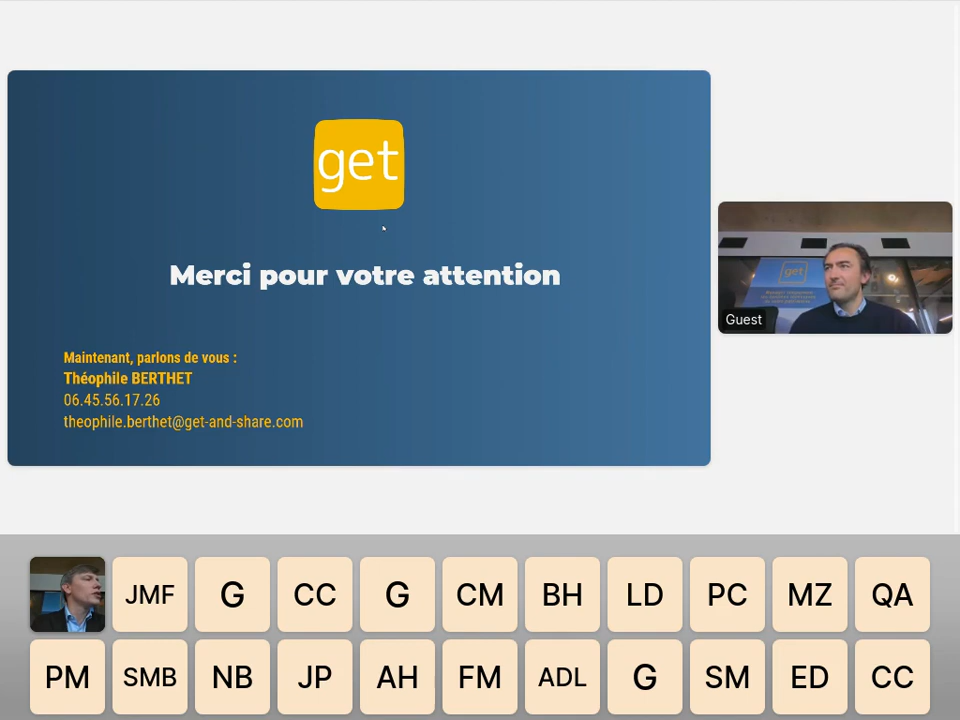 get
Merci pour votre attention
Maintenant, parlons de vous :
Théophile BERTHET
06.45.56.17.26
theophile.berthet@get-and-share.com
get
Guest
JMF G CC G CM BH LD PC MZ QA
PM SMB NB JP AH FM ADL G SM ED CC